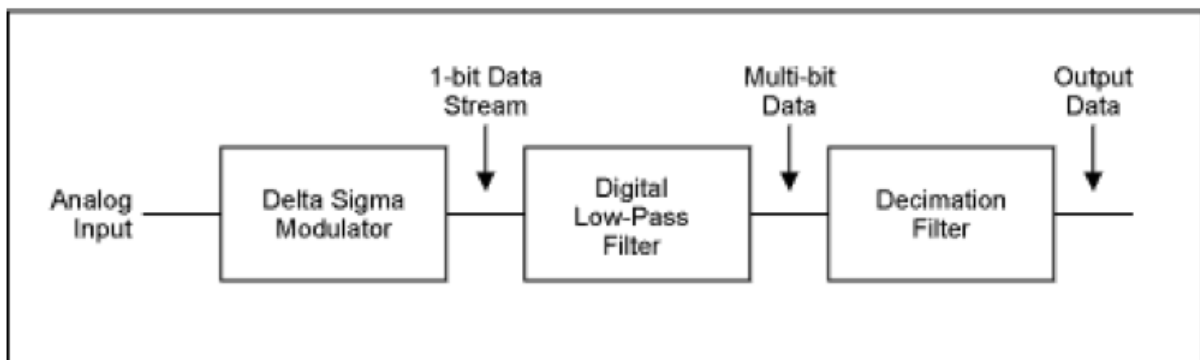 1-bit Data
Stream
Multi-bit
Data
Output
Data
Analog
Input
Delta Sigma
Modulator
Digital
Low-Pass
Filter
Decimation
Filter